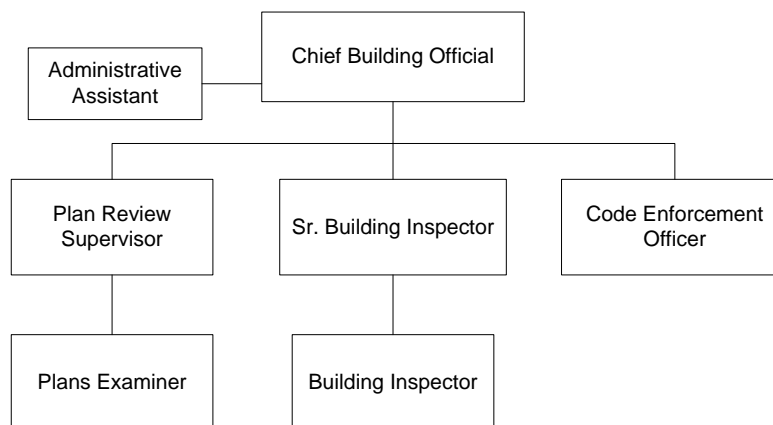 Chief Building Official
Administrative
Assistant
Plan Review
Supervisor
Sr. Building Inspector
Code Enforcement
Officer
Plans Examiner
Building Inspector